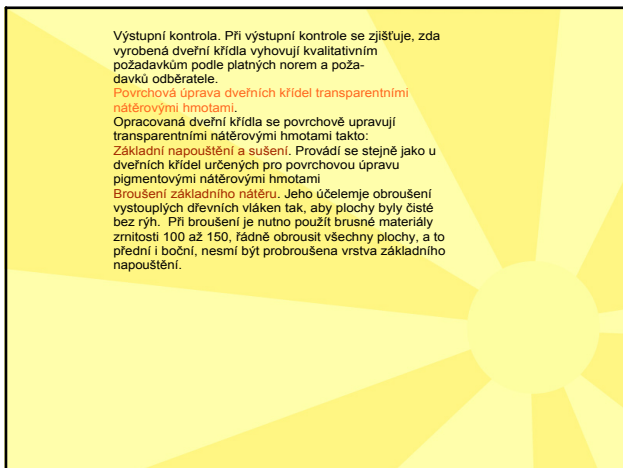 Výstupní kontrola. Při výstupní kontrole se zjišťuje, zda
vyrobená dveřní křídla vyhovují kvalitativním
požadavkům podle platných norem a poža-
davků odběratele.
Povrchová úprava dveřních křídel transparentními
nátěrovými hmotami.
Opracovaná dveřní křídla se povrchově upravují
transparentními nátěrovými hmotami takto:
Základní napouštění a sušení. Provádí se stejně jako u
dveřních křídel určených pro povrchovou úpravu
pigmentovými nátěrovými hmotami
Broušení základního nátěru. Jeho účelemje obroušení
vystouplých dřevních vláken tak, aby plochy byly čisté
bez rýh.  Při broušení je nutno použít brusné materiály
zrnitosti 100 až 150, řádně obrousit všechny plochy, a to
přední i boční, nesmí být probroušena vrstva základního
napouštění.